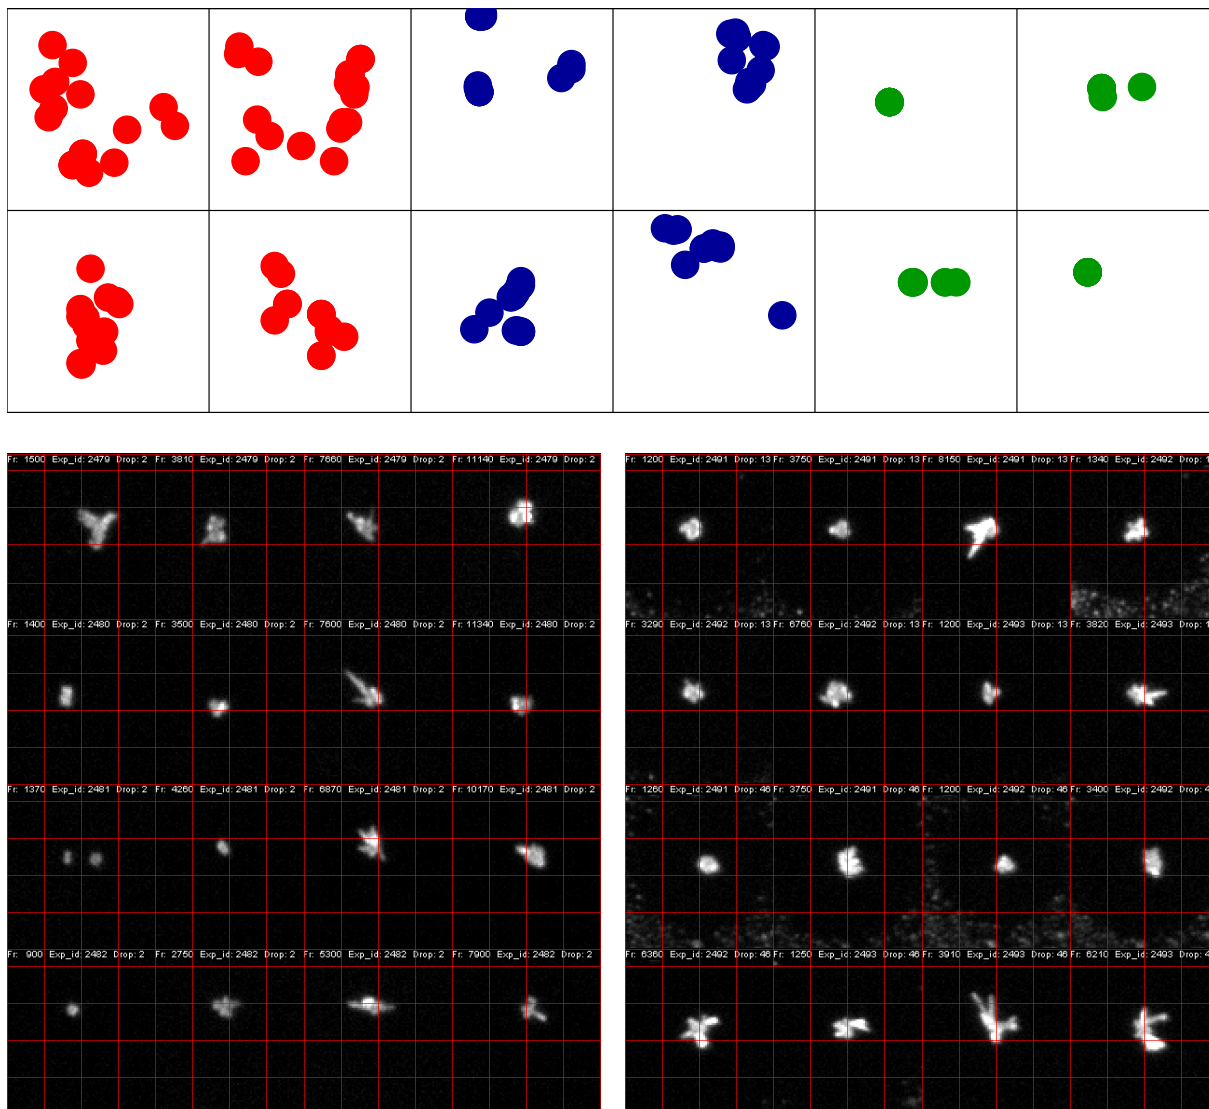 Fr: 1500 Exp_id: 2479 Drop: 2 Fr: 3810 Exp_id: 2479 Drop: 2 Fr: 7660 Exp_id: 2479 Drop: 2 Fr: 11140 Exp_id: 2479 Drop: 2
Fr: 1200 Exp_id: 2491 Drop: 13 Fr: 3750 Exp_id: 2491 Drop: 13 Fr: 8150 Exp_id: 2491 Drop: 13 Fr: 1340 Exp_id: 2492 Drop: 1
Fr: 1400 Exp_id: 2480 Drop: 2 Fr: 3500 Exp_id: 2480 Drop: 2 Fr: 7600 Exp_id: 2480 Drop: 2 Fr: 11340 Exp_id: 2480 Drop: 2
Fr: 3290 Exp_id: 2492 Drop: 13 Fr: 6760 Exp_id: 2492 Drop: 13 Fr: 1200 Exp_id: 2493 Drop: 13 Fr: 3820 Exp_id: 2493 Drop: 1
Fr: 1370 Exp_id: 2481 Drop: 2 Fr: 4260 Exp_id: 2481 Drop: 2 Fr: 6870 Exp_id: 2481 Drop: 2 Fr: 10170 Exp_id: 2481 Drop: 2
Fr: 1260 Exp_id: 2491 Drop: 46 Fr: 3750 Exp_id: 2491 Drop: 46 Fr: 1200 Exp_id: 2492 Drop: 46 Fr: 3400 Exp_id: 2492 Drop: 4
Fr: 900 Exp_id: 2482 Drop: 2 Fr: 2750 Exp_id: 2482 Drop: 2 Fr: 5300 Exp_id: 2482 Drop: 2 Fr: 7900 Exp_id: 2482 Drop: 2
Fr: 6360 Exp_id: 2492 Drop: 46 Fr: 1250 Exp_id: 2493 Drop: 46 Fr: 3910 Exp_id: 2493 Drop: 46 Fr: 6210 Exp_id: 2493 Drop: 4